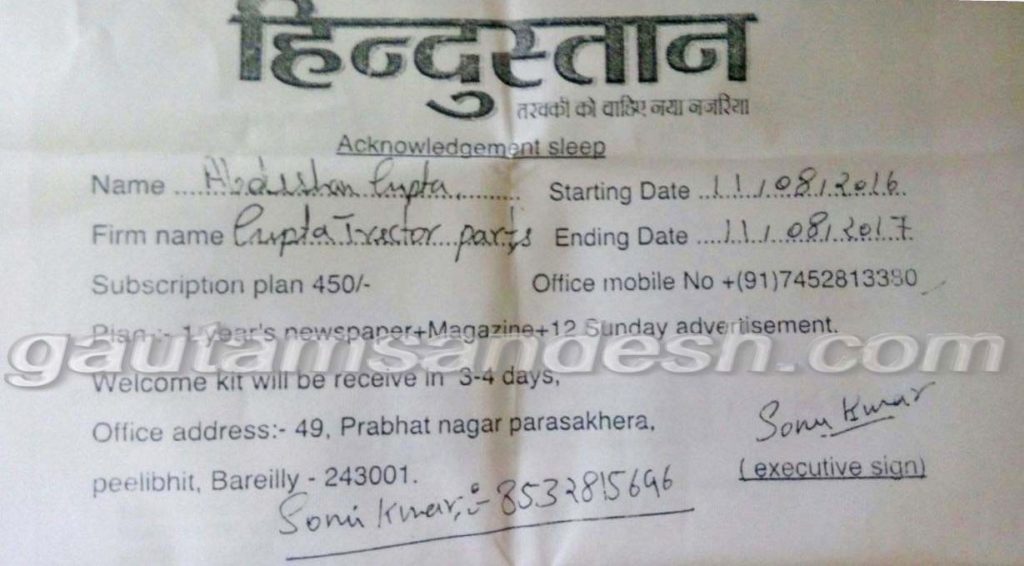 हिन्दुस्तान
तरक्की को चाहिए नया नजरिया
Acknowledgement sleep
Name ........ Gupta. ........ Starting Date ..11/08/2016..
Firm name Gupta Tractor parts Ending Date ....11/08/2017
Subscription plan 450/- Office mobile No +(91)7452813380
Plan :- 1 year's newspaper+Magazine+12 Sunday advertisement.
gautamsandesh.com
Welcome kit will be receive in 3-4 days,
Office address:- 49, Prabhat nagar parasakhera,
peelibhit, Bareilly - 243001.
Sonu Kumar
(executive sign)
Sonu Kumar, :- 8532815696